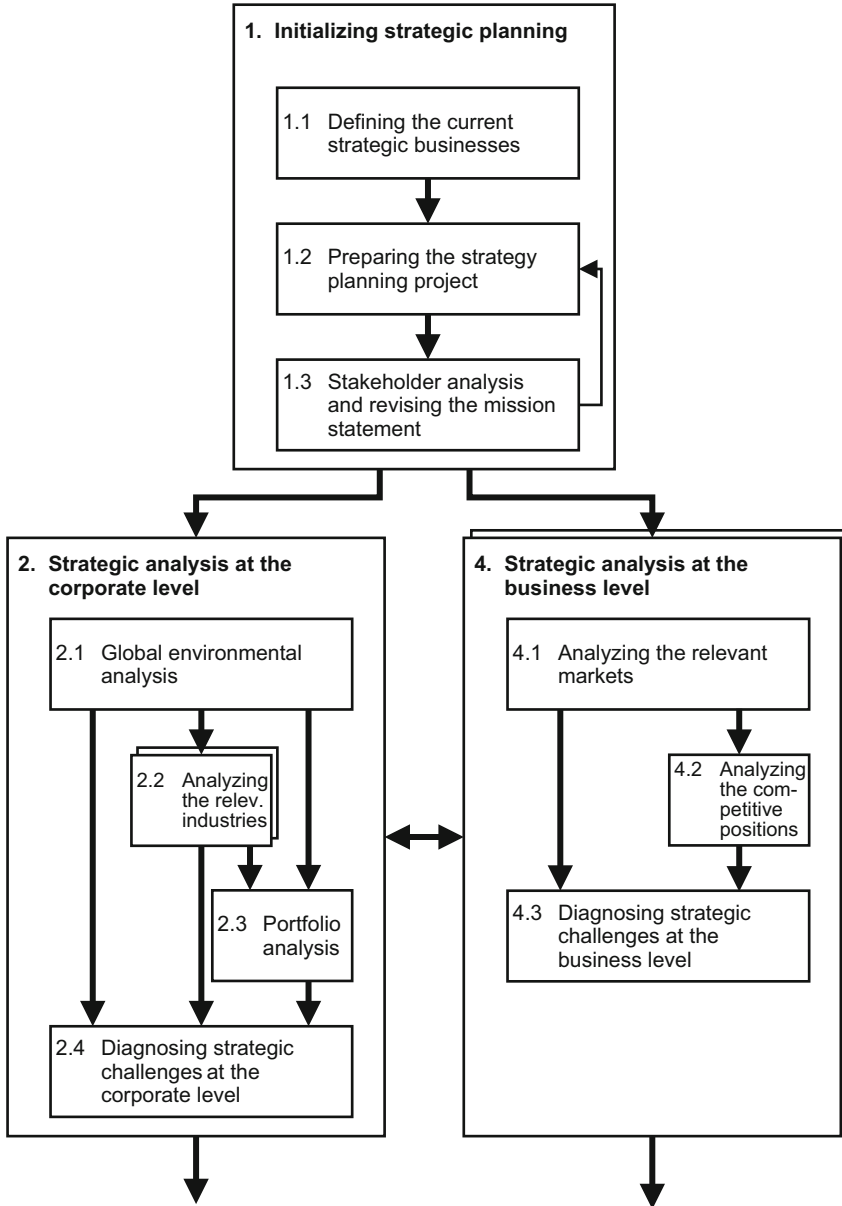 1. Initializing strategic planning
1.1 Defining the current
strategic businesses
1.2 Preparing the strategy
planning project
1.3 Stakeholder analysis
and revising the mission
statement
2. Strategic analysis at the
corporate level
2.1 Global environmental
analysis
2.2 Analyzing
the relev.
industries
2.3 Portfolio
analysis
2.4 Diagnosing strategic
challenges at the
corporate level
4. Strategic analysis at the
business level
4.1 Analyzing the relevant
markets
4.2 Analyzing
the com-
petitive
positions
4.3 Diagnosing strategic
challenges at the
business level